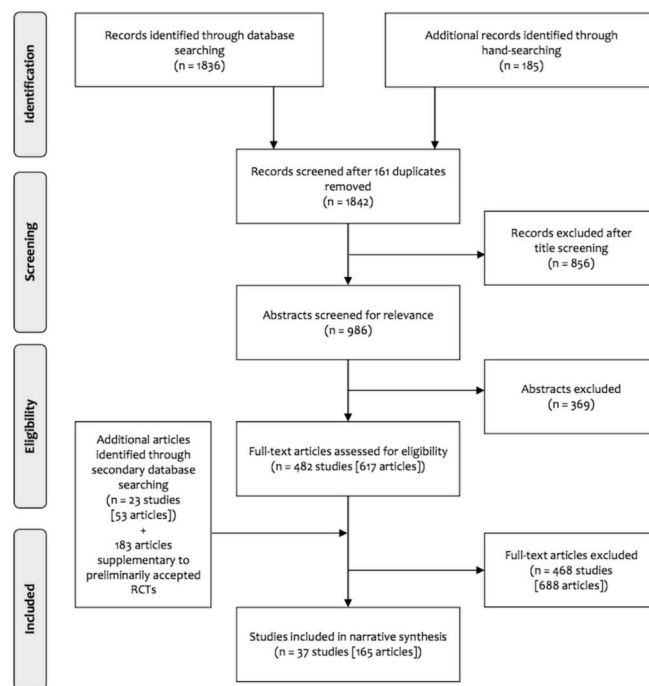 Identification
Records identified through database
searching
(n = 1836)
Additional records identified through
hand-searching
(n = 185)
Records screened after 161 duplicates
removed
(n = 1842)
Screening
Records excluded after
title screening
(n = 856)
Abstracts screened for relevance
(n = 986)
Eligibility
Abstracts excluded
(n = 369)
Additional articles
identified through
secondary database
searching
(n = 23 studies
[53 articles])
+
183 articles
supplementary to
preliminarily accepted
RCTs
Full-text articles assessed for eligibility
n = 482 studies [617 articles])
Included
Full-text articles excluded
(n = 468 studies
[688 articles])
Studies included in narrative synthesis
(n = 37 studies [165 articles])